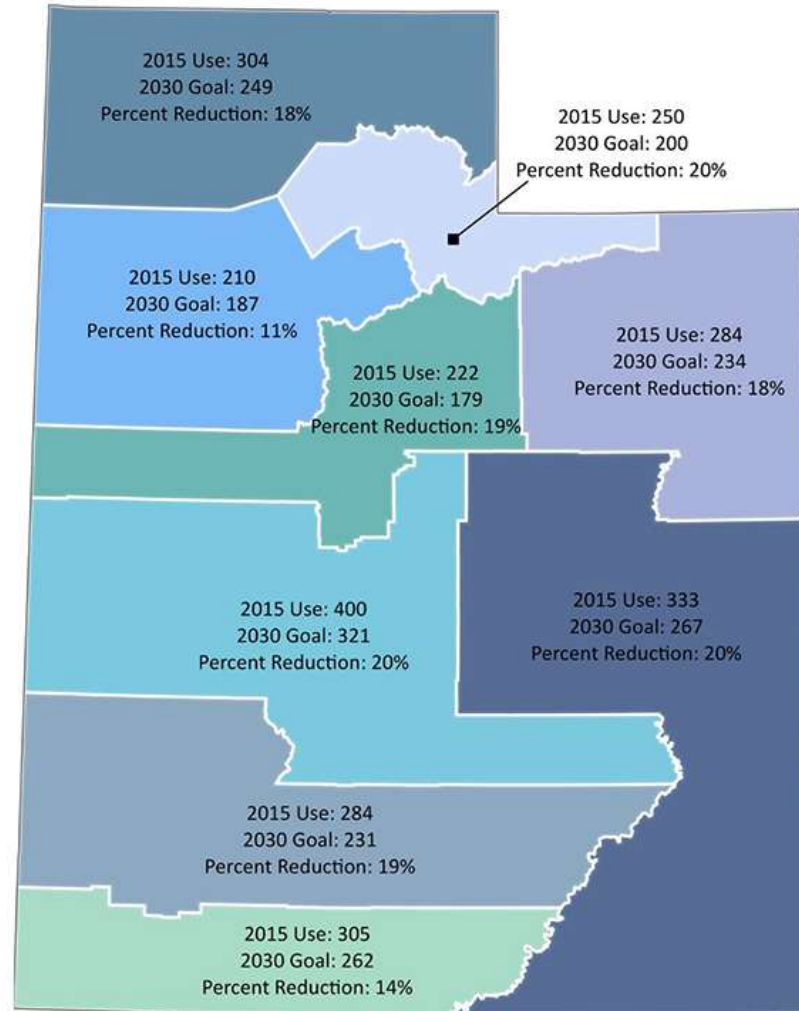 2015 Use: 304
2030 Goal: 249
Percent Reduction: 18%
2015 Use: 250
2030 Goal: 200
Percent Reduction: 20%
2015 Use: 210
2030 Goal: 187
Percent Reduction: 11%
2015 Use: 284
2030 Goal: 234
Percent Reduction: 18%
2015 Use: 222
2030 Goal: 179
Percent Reduction: 19%
2015 Use: 400
2030 Goal: 321
Percent Reduction: 20%
2015 Use: 333
2030 Goal: 267
Percent Reduction: 20%
2015 Use: 284
2030 Goal: 231
Percent Reduction: 19%
2015 Use: 305
2030 Goal: 262
Percent Reduction: 14%